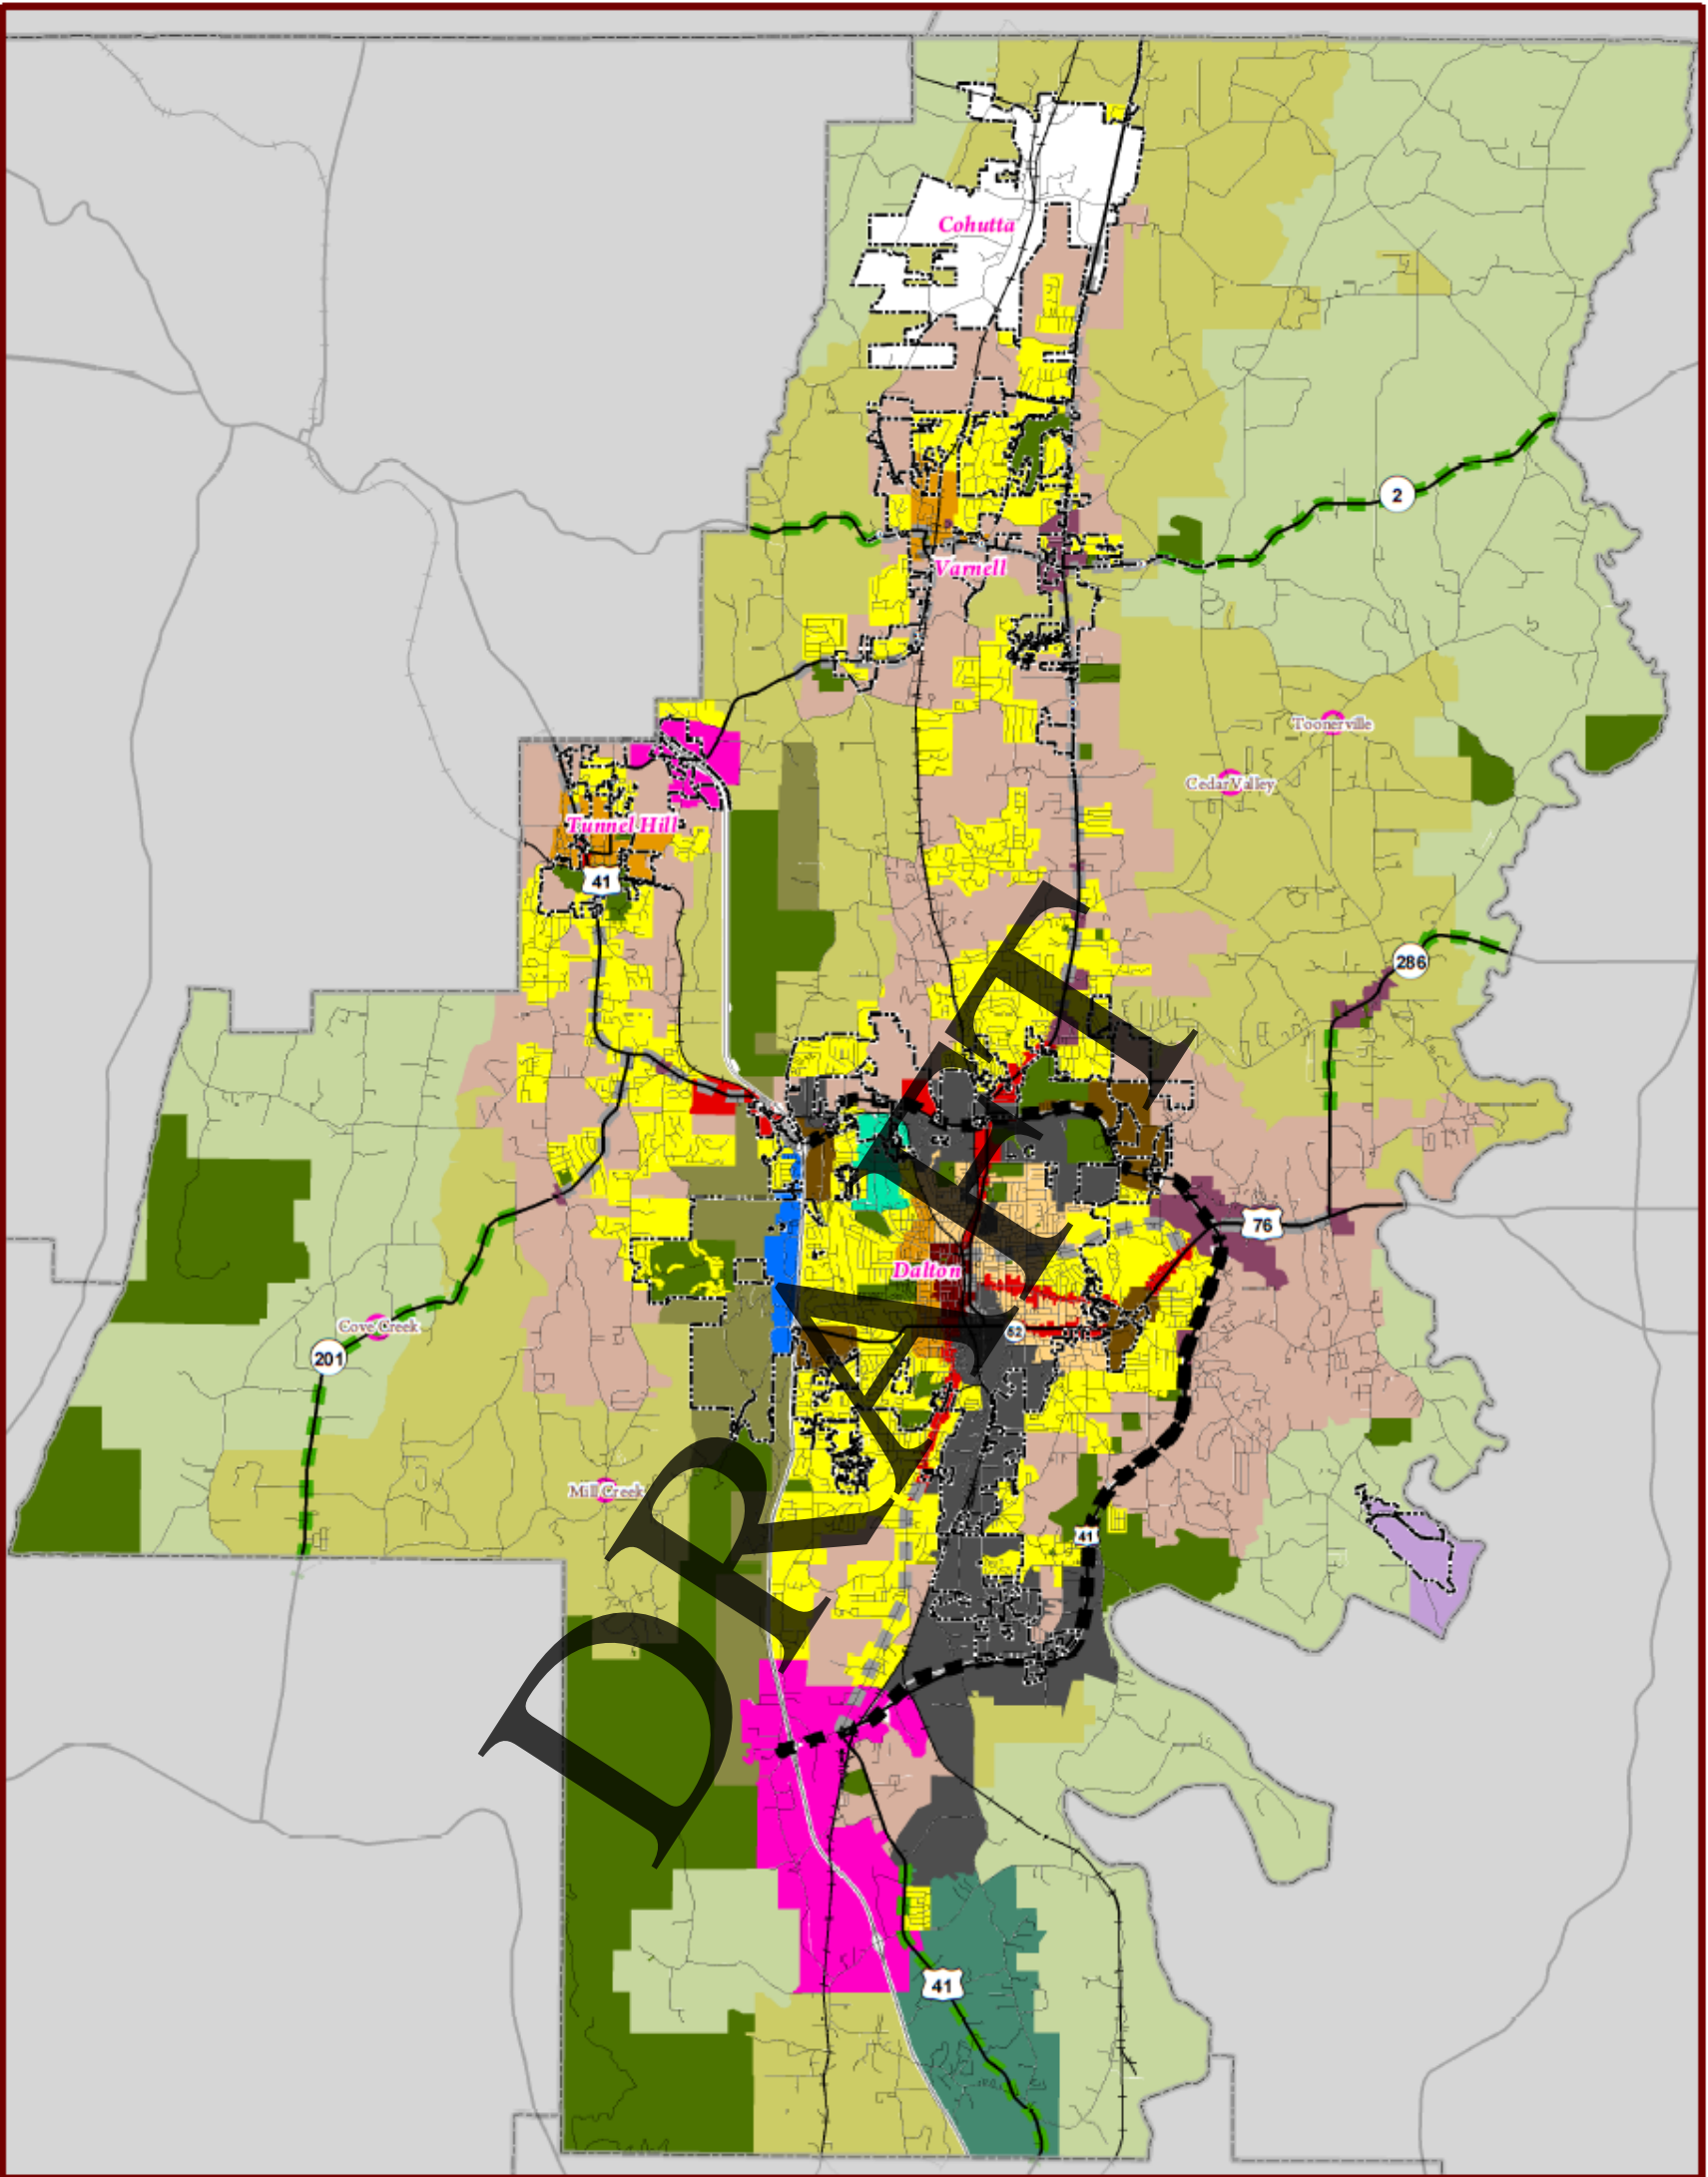 Cohutta
2
Varnell
Toonerville
Cedar Valley
Tunnel Hill
41
286
76
Dalton
Cove Creek
52
201
Mill Creek
41
41
DRAFT